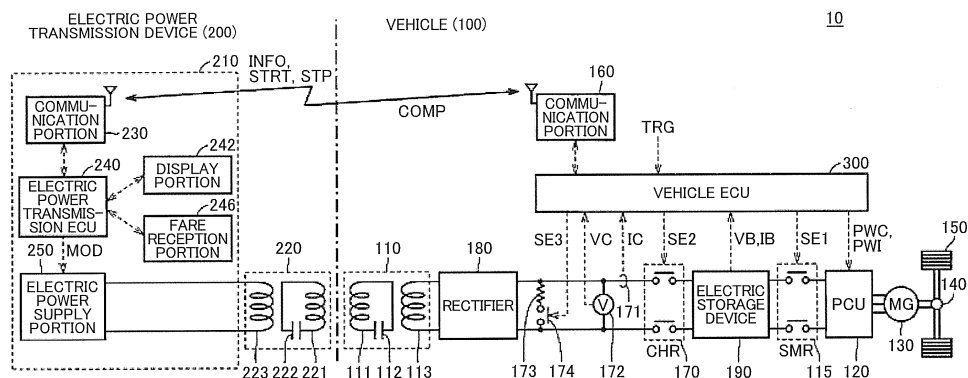 ELECTRIC POWER
TRANSMISSION DEVICE (200)
VEHICLE (100)
10
210
INFO,
STRT, STP
COMP
160
COMMU-
NICATION
PORTION
230
COMMU-
NICATION
PORTION
TRG
242
DISPLAY
PORTION
240
ELECTRIC
POWER
TRANSMIS-
SION ECU
300
VEHICLE ECU
246
FARE
RECEPTION
PORTION
250
MOD
ELECTRIC
POWER SUPPLY
PORTION
220
110
180
RECTIFIER
SE3
VC
IC
SE2
VB,IB
SE1
PWC,
PWI
150
171
V
ELECTRIC
STORAGE
DEVICE
PCU
MG
140
130
CHR
SMR
223
222
221
111
112
113
173
174
172
170
190
115
120